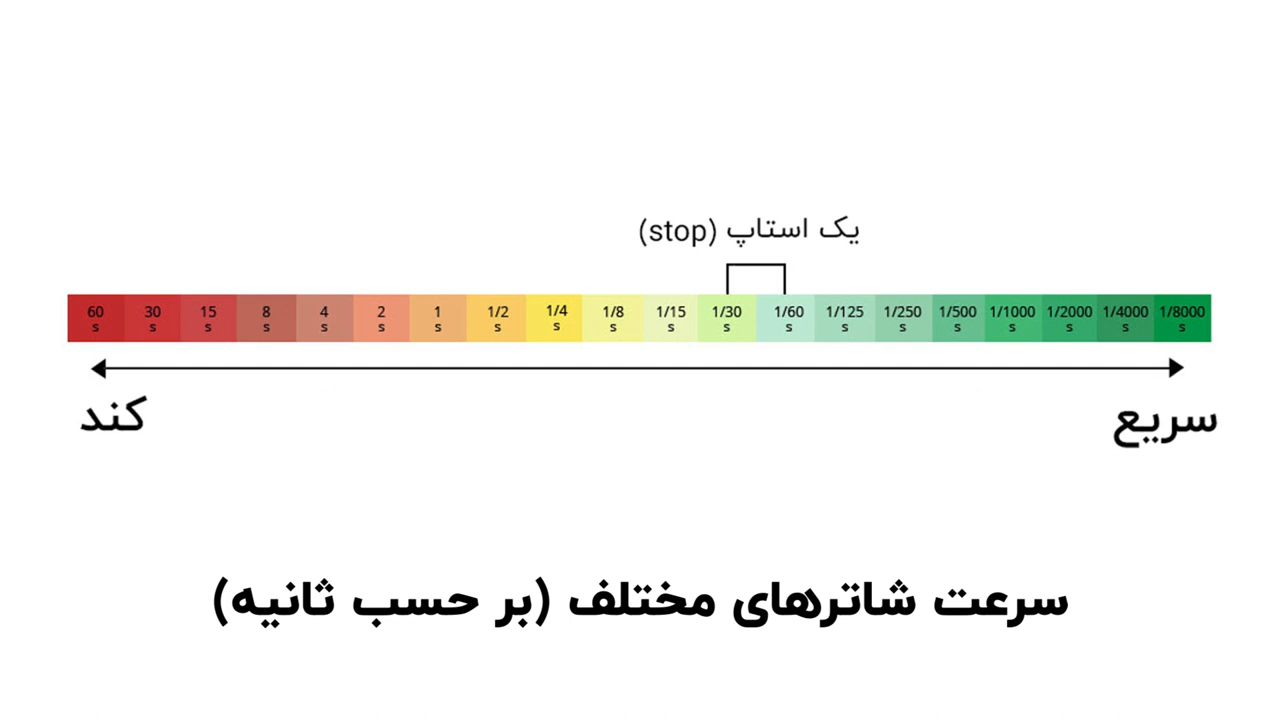 یک استاپ (stop)
60 30 15 8 4 2 1 1/2 1/4 1/8 1/15 1/30 1/60 1/125 1/250 1/500 1/1000 1/2000 1/4000 1/8000
s s s s s s s s s s s s s s s s s s s s
کند سریع
سرعت شاترهای مختلف (بر حسب ثانیه)